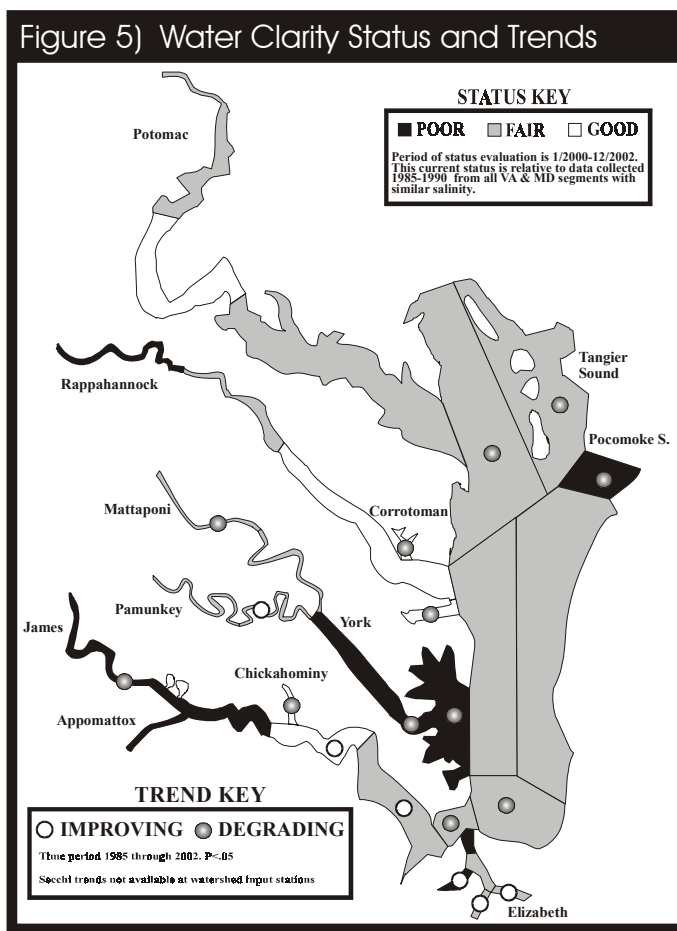 Figure 5) Water Clarity Status and Trends
STATUS KEY
POOR FAIR GOOD
Period of status evaluation is 1/2000-12/2002.
This current status is relative to data collected
1985-1990 from all VA & MD segments with
similar salinity.
Potomac
Tangier
Sound
Rappahannock
Pocomoke S.
Mattaponi
Corrotoman
Pamunkey
York
James
Chickahominy
Appomattox
TREND KEY
IMPROVING DEGRADING
Time period 1985 through 2002. P<.05
Secchi trends not available at watershed input stations
Elizabeth